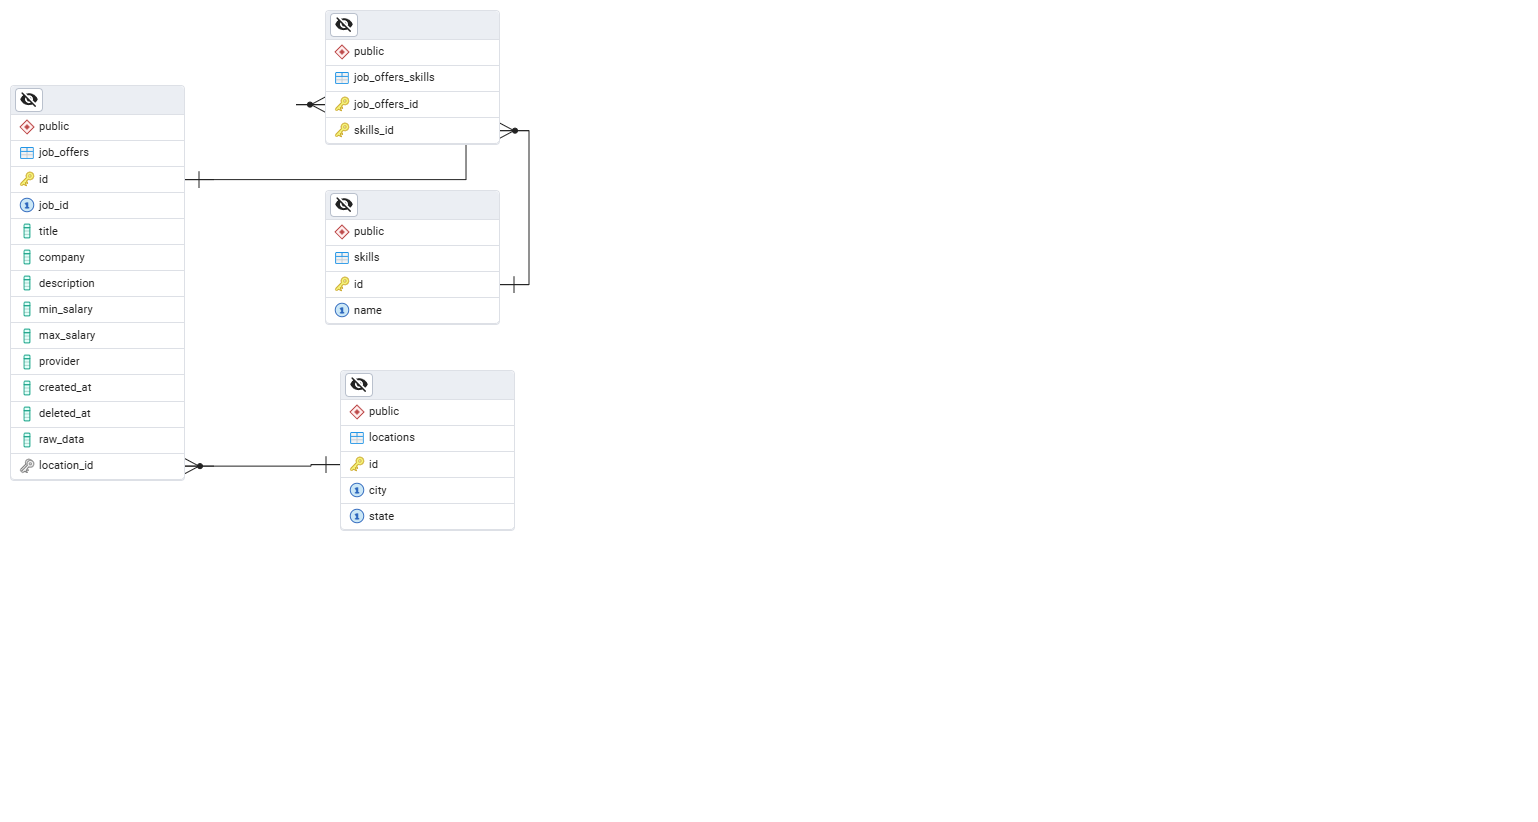 public
job_offers
id
job_id
title
company
description
min_salary
max_salary
provider
created_at
deleted_at
raw_data
location_id
public
job_offers_skills
job_offers_id
skills_id
public
skills
id
name
public
locations
id
city
state